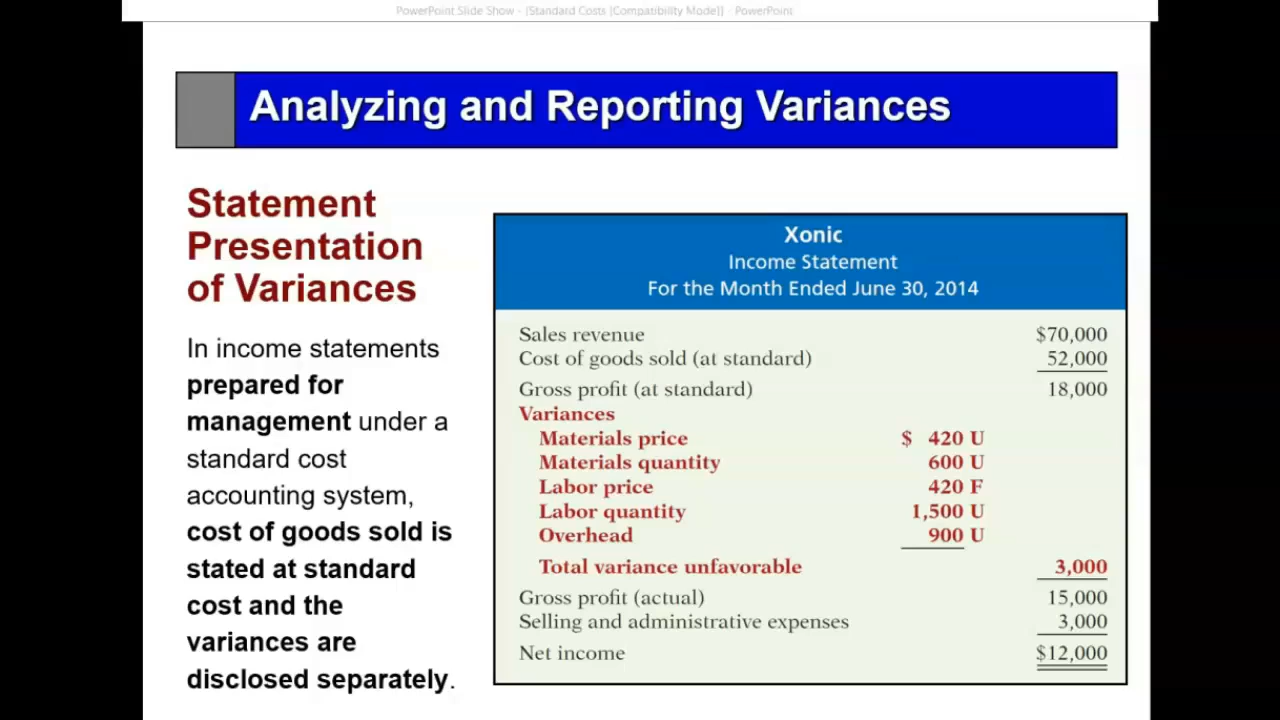 PowerPoint Slide Show - [Standard Costs [Compatibility Mode]] - PowerPoint
Analyzing and Reporting Variances
Statement
Presentation
of Variances
In income statements
prepared for
management under a
standard cost
accounting system,
cost of goods sold is
stated at standard
cost and the
variances are
disclosed separately.
Xonic
Income Statement
For the Month Ended June 30, 2014
Sales revenue $70,000
Cost of goods sold (at standard) 52,000
Gross profit (at standard) 18,000
Variances
Materials price $ 420 U
Materials quantity 600 U
Labor price 420 F
Labor quantity 1,500 U
Overhead 900 U
Total variance unfavorable 3,000
Gross profit (actual) 15,000
Selling and administrative expenses 3,000
Net income $12,000